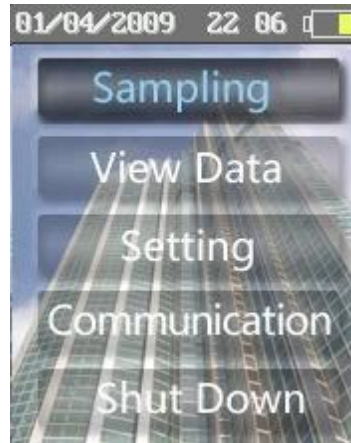 01/04/2009 22 06
Sampling
View Data
Setting
Communication
Shut Down